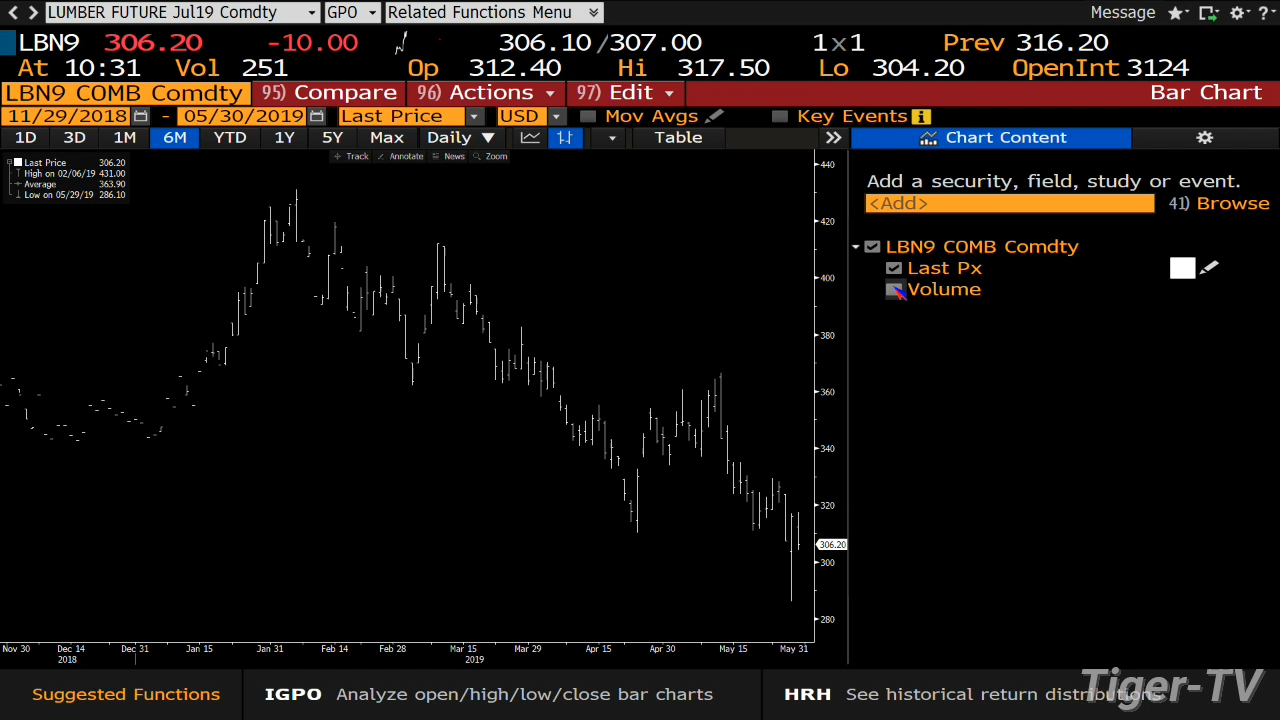 LUMBER FUTURE Jul19 Comdty GPO Related Functions Menu Message ?
LBN9 306.20 -10.00 306.10/307.00 1x1 Prev 316.20
At 10:31 Vol 251 Op 312.40 Hi 317.50 Lo 304.20 OpenInt 3124
LBN9 COMB Comdty 95) Compare 96) Actions 97) Edit Bar Chart
11/29/2018 - 05/30/2019 Last Price USD Mov Avgs Key Events i
1D 3D 1M 6M YTD 1Y 5Y Max Daily ▼ Table Chart Content
Track Annotate News Zoom
Last Price 306.20
High on 02/06/19 431.00
Average 363.90
Low on 05/29/19 286.10
Add a security, field, study or event.
<Add> 41) Browse
LBN9 COMB Comdty
Last Px
Volume
440
420
400
380
360
340
320
306.20
300
280
Nov 30 Dec 14 Dec 31 Jan 15 Jan 31 Feb 14 Feb 28 Mar 15 Mar 29 Apr 15 Apr 30 May 15 May 31
2018 2019
Suggested Functions IGPO Analyze open/high/low/close bar charts HRH See historical return distributions
Tiger-TV